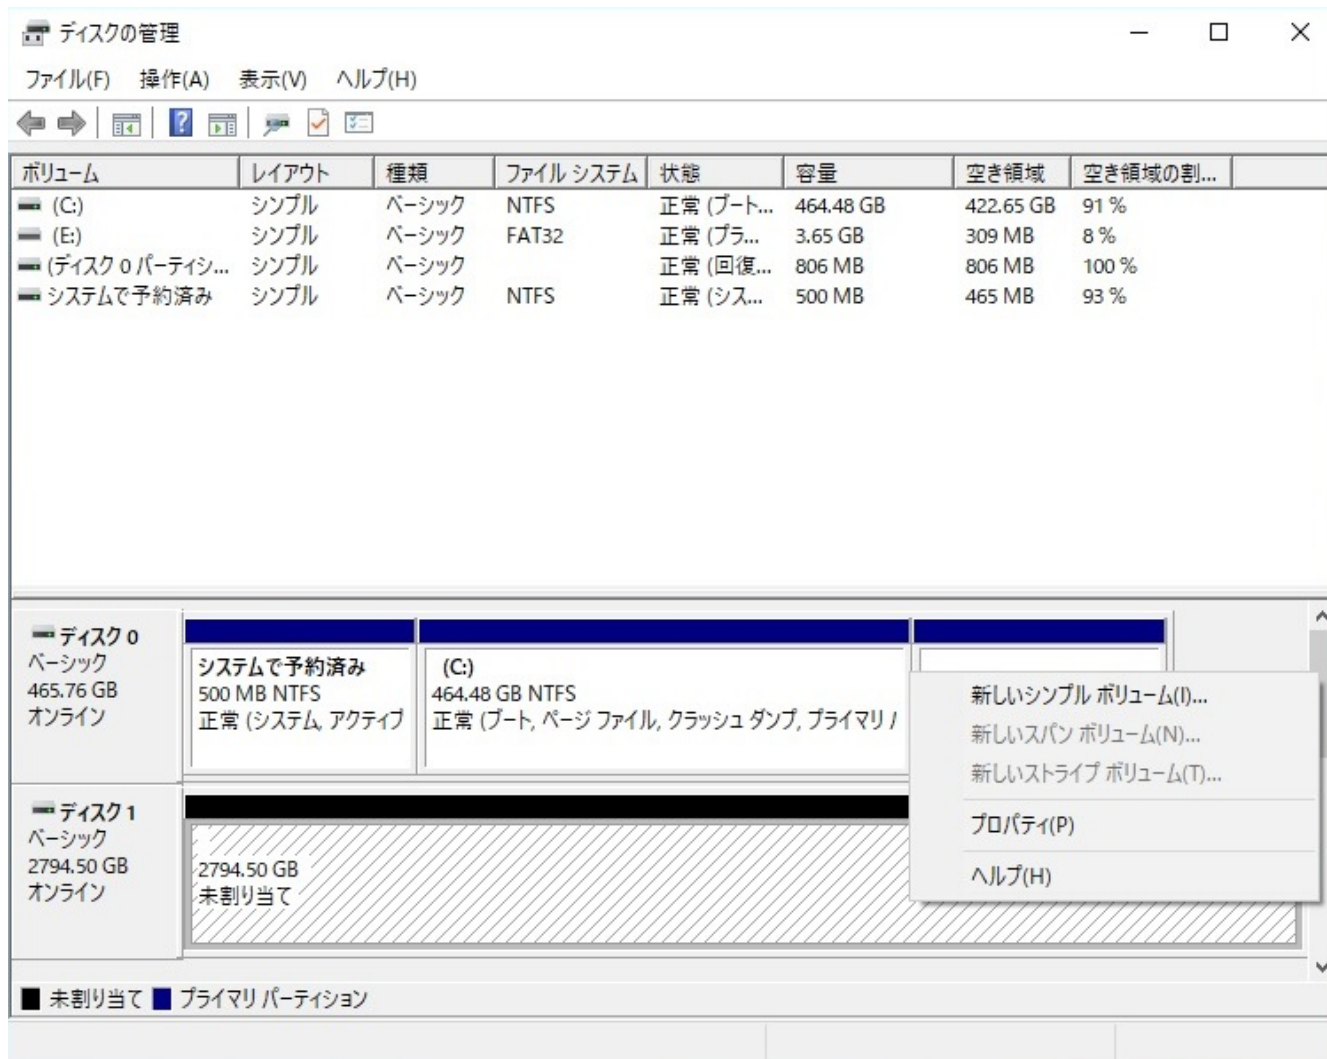 ディスクの管理
ファイル(F) 操作(A) 表示(V) ヘルプ(H)
ボリューム レイアウト 種類 ファイル システム 状態 容量 空き領域 空き領域の割...
(C:) シンプル ベーシック NTFS 正常 (ブート... 464.48 GB 422.65 GB 91 %
(E:) シンプル ベーシック FAT32 正常 (プラ... 3.65 GB 309 MB 8 %
(ディスク 0 パーティシ... シンプル ベーシック 正常 (回復... 806 MB 806 MB 100 %
システムで予約済み シンプル ベーシック NTFS 正常 (シス... 500 MB 465 MB 93 %
ディスク 0
ベーシック
465.76 GB
オンライン
システムで予約済み
500 MB NTFS
正常 (システム, アクティブ
(C:)
464.48 GB NTFS
正常 (ブート, ページ ファイル, クラッシュ ダンプ, プライマリ /
新しいシンプル ボリューム(I)...
新しいスパン ボリューム(N)...
新しいストライプ ボリューム(T)...
プロパティ(P)
ヘルプ(H)
ディスク 1
ベーシック
2794.50 GB
オンライン
2794.50 GB
未割り当て
未割り当て プライマリ パーティション